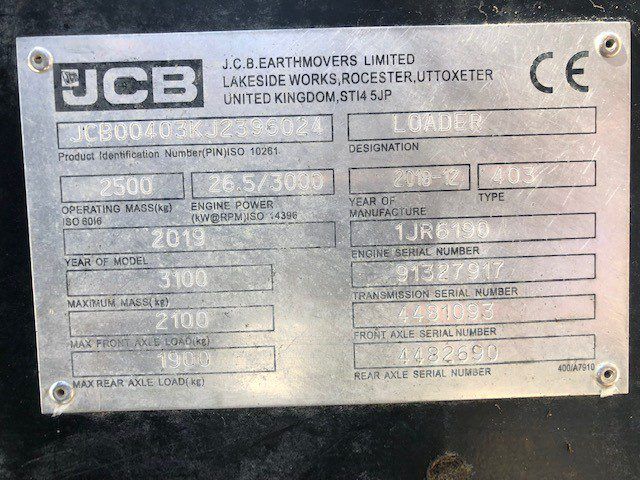 JCB
J.C.B.EARTHMOVERS LIMITED
LAKESIDE WORKS,ROCESTER,UTTOXETER
UNITED KINGDOM,ST14 5JP
CE
JCB00403KJ2396024
LOADER
Product Identification Number(PIN)ISO 10261
DESIGNATION
2500
26.5/3000
2018-12
403
OPERATING MASS(kg)
ISO 6016
ENGINE POWER
(kW@RPM)ISO 14396
YEAR OF
MANUFACTURE
TYPE
2019
1JR6190
YEAR OF MODEL
ENGINE SERIAL NUMBER
3100
91327917
MAXIMUM MASS(kg)
TRANSMISSION SERIAL NUMBER
2100
4481093
MAX FRONT AXLE LOAD(kg)
FRONT AXLE SERIAL NUMBER
1900
4482690
MAX REAR AXLE LOAD(kg)
REAR AXLE SERIAL NUMBER
400/A7910